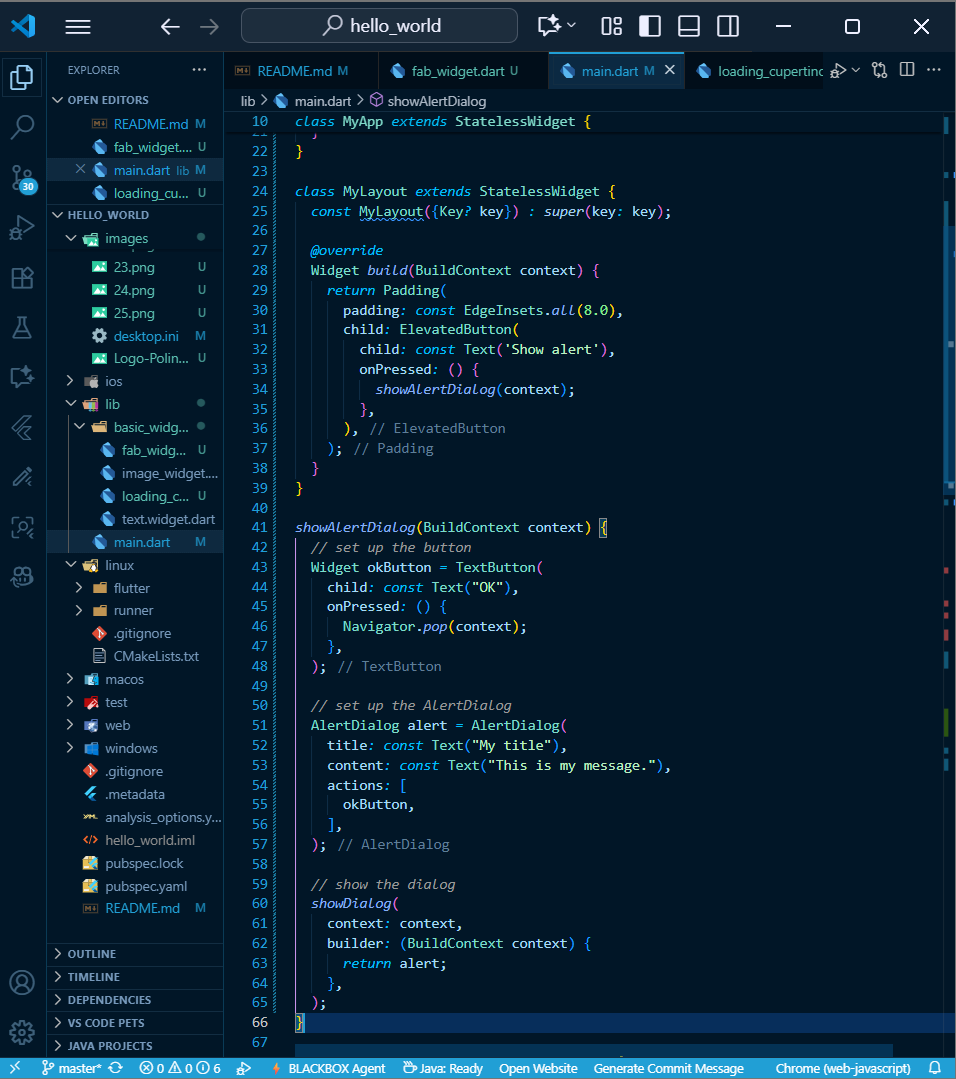 hello_world
EXPLORER
OPEN EDITORS
README.md M
fab_widget.... U
main.dart lib M
loading_cu... U
30
HELLO_WORLD
images
23.png U
24.png U
25.png U
desktop.ini M
Logo-Polin... U
ios
lib
basic_widg...
fab_widg... U
image_widget....
loading_c... U
text.widget.dart
main.dart M
linux
flutter
runner
.gitignore
CMakeLists.txt
macos
test
web
windows
.gitignore
.metadata
analysis_options.y...
hello_world.iml
pubspec.lock
pubspec.yaml
README.md M
OUTLINE
TIMELINE
DEPENDENCIES
VS CODE PETS
JAVA PROJECTS
README.md M
fab_widget.dart U
main.dart M
loading_cupertinc
lib > main.dart > showAlertDialog
10 class MyApp extends StatelessWidget {
21 }
22 }
23
24 class MyLayout extends StatelessWidget {
25 const MyLayout({Key? key}) : super(key: key);
26
27 @override
28 Widget build(BuildContext context) {
29 return Padding(
30 padding: const EdgeInsets.all(8.0),
31 child: ElevatedButton(
32 child: const Text('Show alert'),
33 onPressed: () {
34 showAlertDialog(context);
35 },
36 ), // ElevatedButton
37 ); // Padding
38 }
39 }
40
41 showAlertDialog(BuildContext context) {
42 // set up the button
43 Widget okButton = TextButton(
44 child: const Text("OK"),
45 onPressed: () {
46 Navigator.pop(context);
47 },
48 ); // TextButton
49
50 // set up the AlertDialog
51 AlertDialog alert = AlertDialog(
52 title: const Text("My title"),
53 content: const Text("This is my message."),
54 actions: [
55 okButton,
56 ],
57 ); // AlertDialog
58
59 // show the dialog
60 showDialog(
61 context: context,
62 builder: (BuildContext context) {
63 return alert;
64 },
65 );
66 }
67
master* 0 0 6 BLACKBOX Agent Java: Ready Open Website Generate Commit Message Chrome (web-javascript)